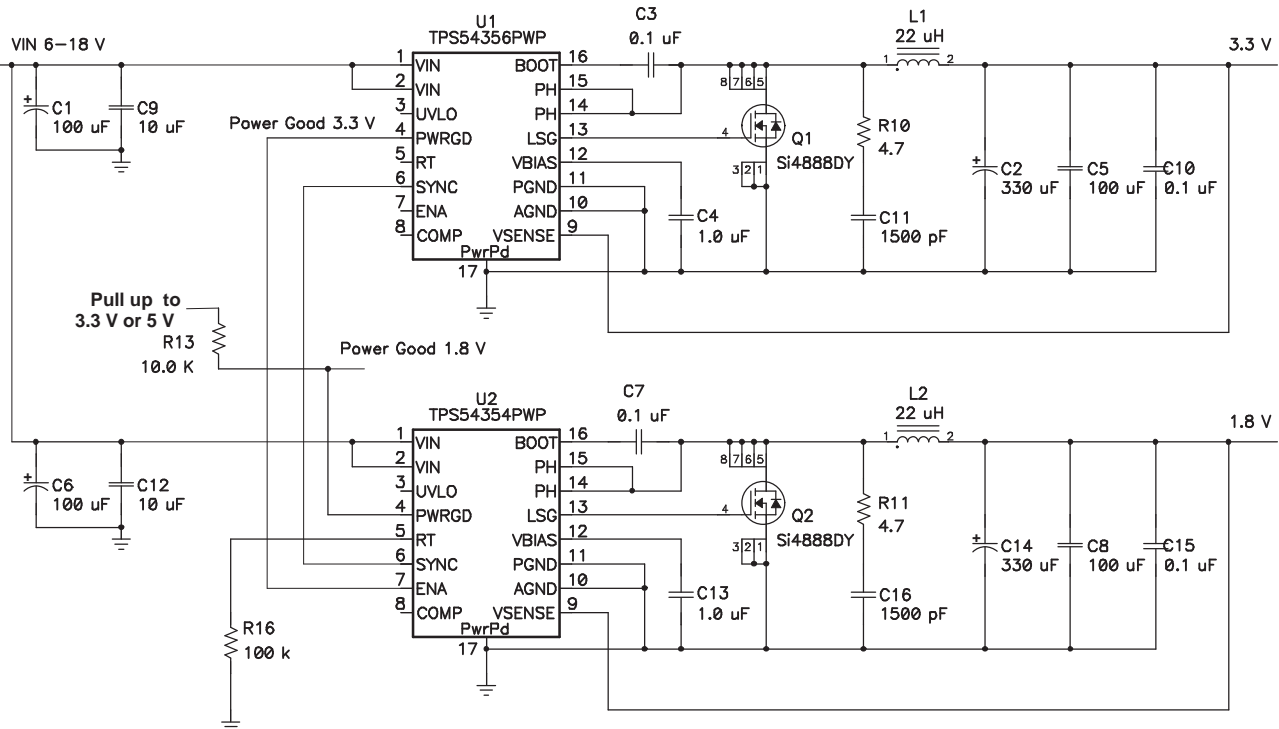 VIN 6-18 V
C1
100 uF
C9
10 uF
U1
TPS54356PWP
1 VIN
2 VIN
3 UVLO
4 PWRGD
5 RT
6 SYNC
7 ENA
8 COMP
BOOT 16
PH 15
PH 14
LSG 13
VBIAS 12
PGND 11
AGND 10
VSENSE 9
PwrPd
17
Power Good 3.3 V
C3
0.1 uF
8 7 6 5
4
3 2 1
Q1
Si4888DY
C4
1.0 uF
R10
4.7
C11
1500 pF
L1
22 uH
1 2
3.3 V
C2
330 uF
C5
100 uF
C10
0.1 uF
Pull up to
3.3 V or 5 V
R13
10.0 K
Power Good 1.8 V
C6
100 uF
C12
10 uF
R16
100 k
U2
TPS54354PWP
1 VIN
2 VIN
3 UVLO
4 PWRGD
5 RT
6 SYNC
7 ENA
8 COMP
BOOT 16
PH 15
PH 14
LSG 13
VBIAS 12
PGND 11
AGND 10
VSENSE 9
PwrPd
17
C7
0.1 uF
8 7 6 5
4
3 2 1
Q2
Si4888DY
C13
1.0 uF
R11
4.7
C16
1500 pF
L2
22 uH
1 2
1.8 V
C14
330 uF
C8
100 uF
C15
0.1 uF